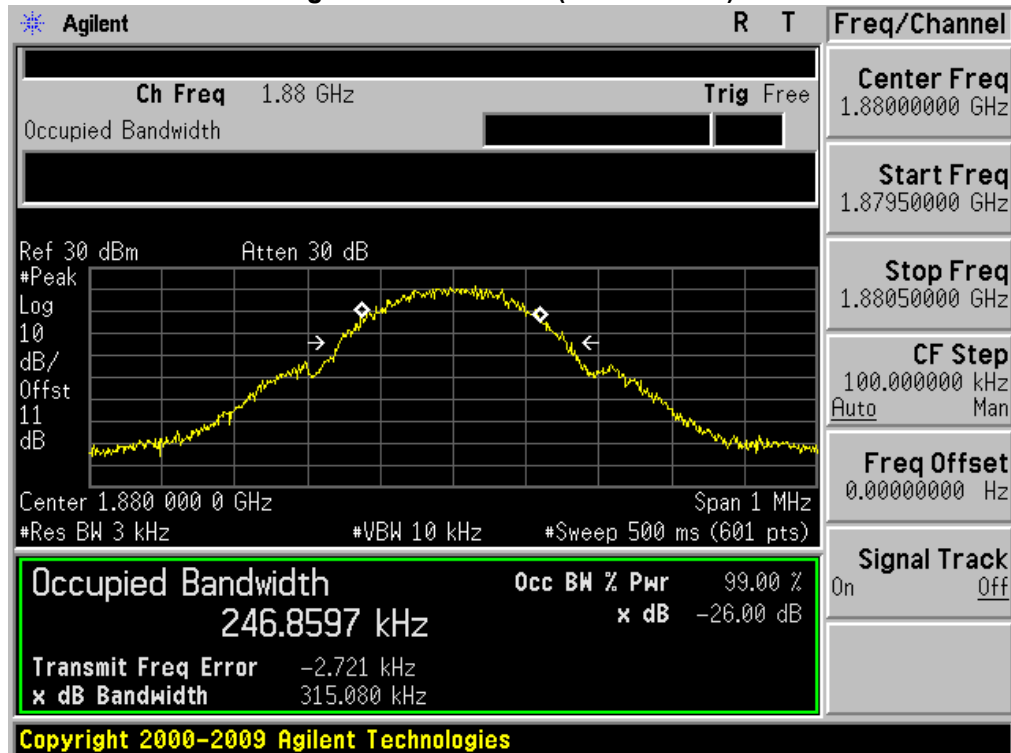 Agilent R T Freq/Channel
Ch Freq 1.88 GHz Trig Free
Occupied Bandwidth
Center Freq
1.88000000 GHz
Start Freq
1.87950000 GHz
Stop Freq
1.88050000 GHz
CF Step
100.000000 kHz
Auto Man
Freq Offset
0.00000000 Hz
Signal Track
On Off
Ref 30 dBm Atten 30 dB
#Peak
Log
10
dB/
Offst
11
dB
Center 1.880 000 0 GHz Span 1 MHz
#Res BW 3 kHz #VBW 10 kHz #Sweep 500 ms (601 pts)
Occupied Bandwidth Occ BW % Pwr 99.00 %
246.8597 kHz x dB -26.00 dB
Transmit Freq Error -2.721 kHz
x dB Bandwidth 315.080 kHz
Copyright 2000-2009 Agilent Technologies